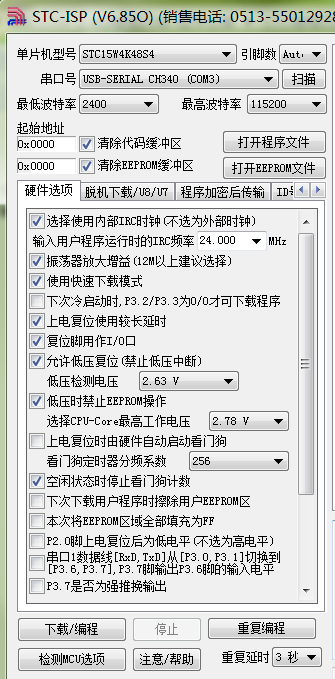 STC-ISP (V6.85O) (销售电话: 0513-5501292
单片机型号 STC15W4K48S4 引脚数 Aut.
串口号 USB-SERIAL CH340 (COM3) 扫描
最低波特率 2400 最高波特率 115200
起始地址
0x0000 清除代码缓冲区 打开程序文件
0x0000 清除EEPROM缓冲区 打开EEPROM文件
硬件选项 脱机下载/U8/U7 程序加密后传输 ID号
选择使用内部IRC时钟(不选为外部时钟)
输入用户程序运行时的IRC频率 24.000 MHz
振荡器放大增益(12M以上建议选择)
使用快速下载模式
下次冷启动时,P3.2/P3.3为0/0才可下载程序
上电复位使用较长延时
复位脚用作I/O口
允许低压复位(禁止低压中断)
低压检测电压 2.63 V
低压时禁止EEPROM操作
选择CPU-Core最高工作电压 2.78 V
上电复位时由硬件自动启动看门狗
看门狗定时器分频系数 256
空闲状态时停止看门狗计数
下次下载用户程序时擦除用户EEPROM区
本次将EEPROM区域全部填充为FF
P2.0脚上电复位后为低电平(不选为高电平)
串口1数据线[RxD,TxD]从[P3.0,P3.1]切换到
[P3.6,P3.7],P3.7脚输出P3.6脚的输入电平
P3.7是否为强推挽输出
下载/编程 停止 重复编程
检测MCU选项 注意/帮助 重复延时 3 秒